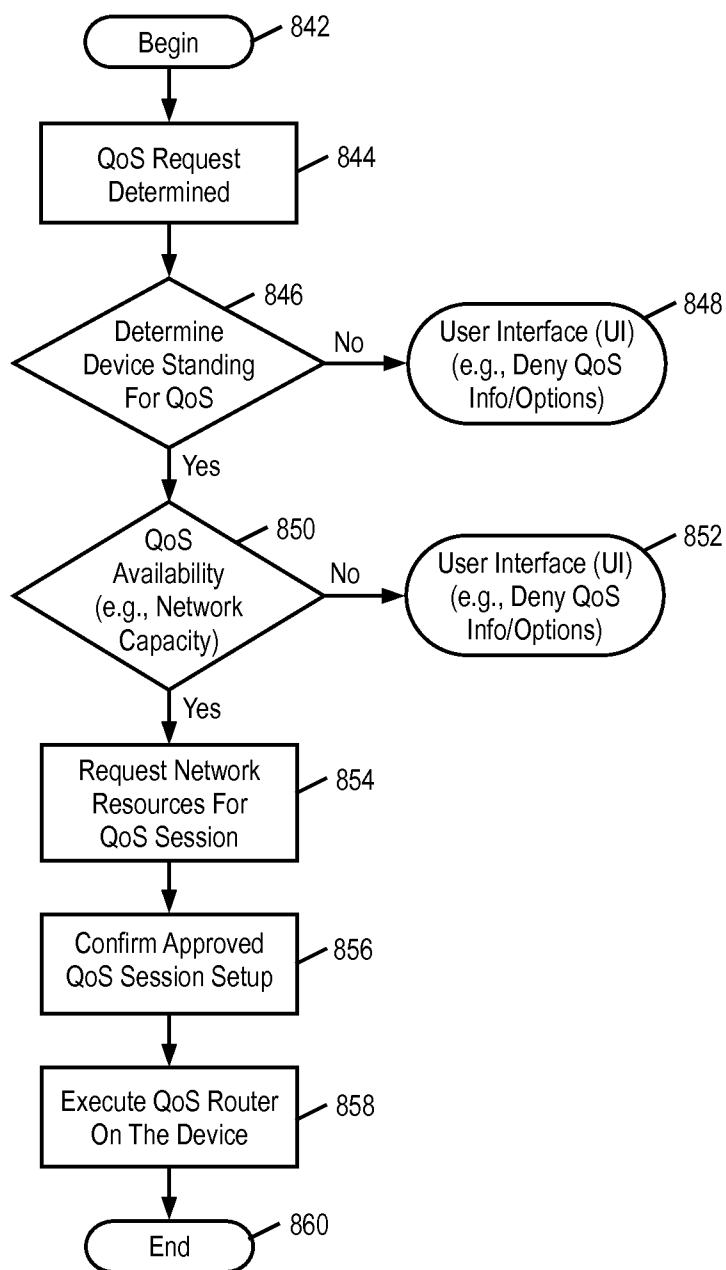 Begin
842
QoS Request
Determined
844
846
Determine
Device Standing
For QoS
No
848
User Interface (UI)
(e.g., Deny QoS
Info/Options)
Yes
850
QoS
Availability
(e.g., Network
Capacity)
No
852
User Interface (UI)
(e.g., Deny QoS
Info/Options)
Yes
Request Network
Resources For
QoS Session
854
Confirm Approved
QoS Session Setup
856
Execute QoS Router
On The Device
858
End
860